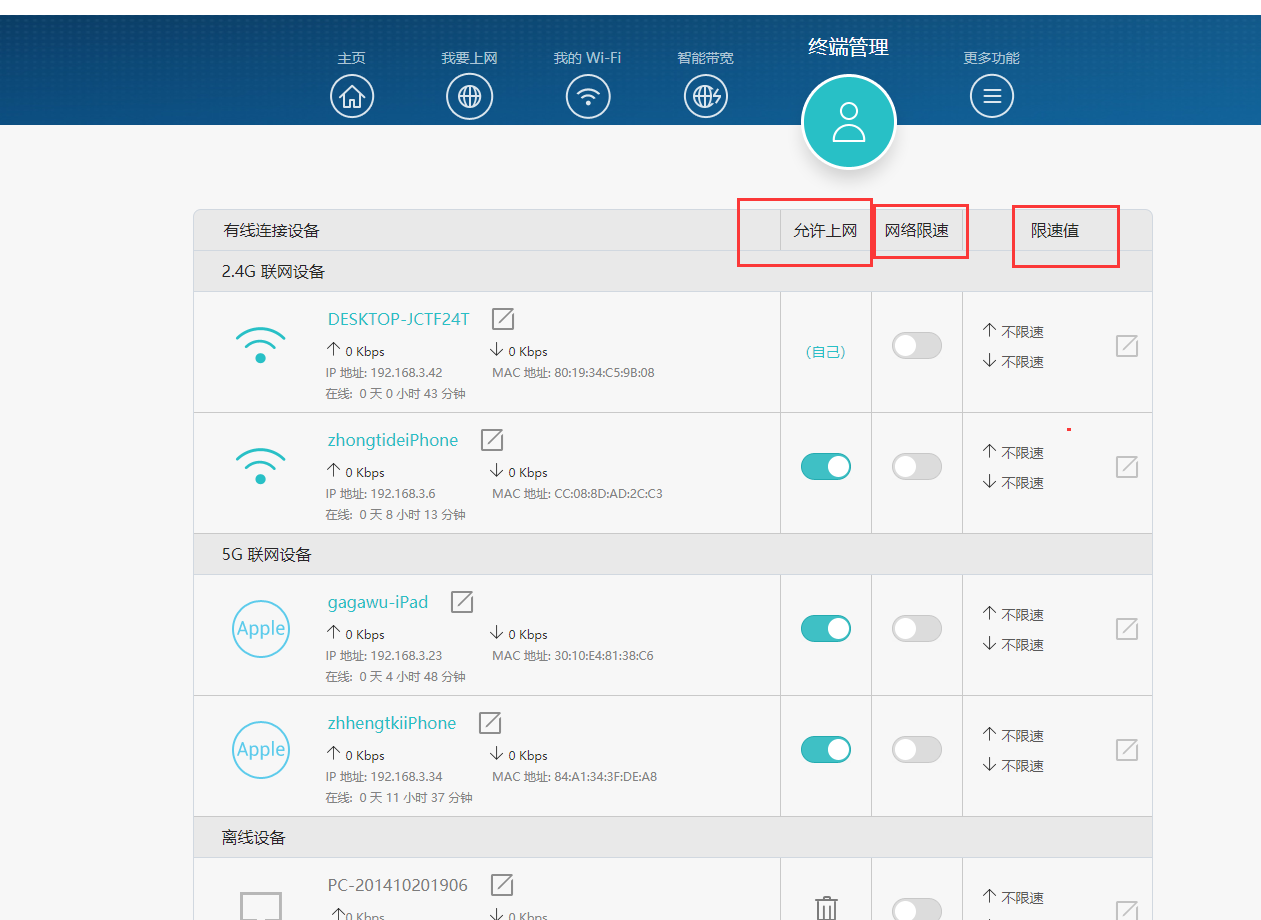 主页
我要上网
我的 Wi-Fi
智能带宽
终端管理
更多功能
有线连接设备 允许上网 网络限速 限速值
2.4G 联网设备
DESKTOP-JCTF24T
0 Kbps 0 Kbps
IP 地址: 192.168.3.42 MAC 地址: 80:19:34:C5:9B:08
在线: 0 天 0 小时 43 分钟
(自己)
不限速
不限速
zhongtideiPhone
0 Kbps 0 Kbps
IP 地址: 192.168.3.6 MAC 地址: CC:08:8D:AD:2C:C3
在线: 0 天 8 小时 13 分钟
不限速
不限速
5G 联网设备
Apple
gagawu-iPad
0 Kbps 0 Kbps
IP 地址: 192.168.3.23 MAC 地址: 30:10:E4:81:38:C6
在线: 0 天 4 小时 48 分钟
不限速
不限速
Apple
zhhengtkiiPhone
0 Kbps 0 Kbps
IP 地址: 192.168.3.34 MAC 地址: 84:A1:34:3F:DE:A8
在线: 0 天 11 小时 37 分钟
不限速
不限速
离线设备
PC-201410201906
0 Kbps 0 Kbps
不限速